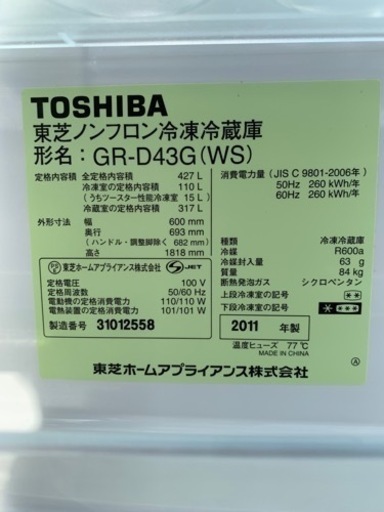 TOSHIBA
東芝ノンフロン冷凍冷蔵庫
形名：GR-D43G(WS)
定格内容積 全定格内容積 427 L
冷凍室の定格内容積 110 L
(うちツースター性能冷凍室 15 L)
冷蔵室の定格内容積 317 L
外形寸法 幅 600 mm
奥行 693 mm
(ハンドル・調整脚除く 682 mm)
高さ 1818 mm
東芝ホームアプライアンス株式会社 S JET
定格電圧 100 V
定格周波数 50/60 Hz
電動機の定格消費電力 110/110 W
電熱装置の定格消費電力 101/101 W
製造番号 31012558
消費電力量 (JIS C 9801-2006年)
50Hz 260 kWh/年
60Hz 260 kWh/年
種類 冷凍冷蔵庫
冷媒 R600a
冷媒封入量 63 g
質量 84 kg
断熱発泡ガス シクロペンタン
上段冷凍室の記号 **
下段冷凍室の記号 ****
2011 年製
温度ヒューズ 77℃
MADE IN CHINA
東芝ホームアプライアンス株式会社
Ⓐ